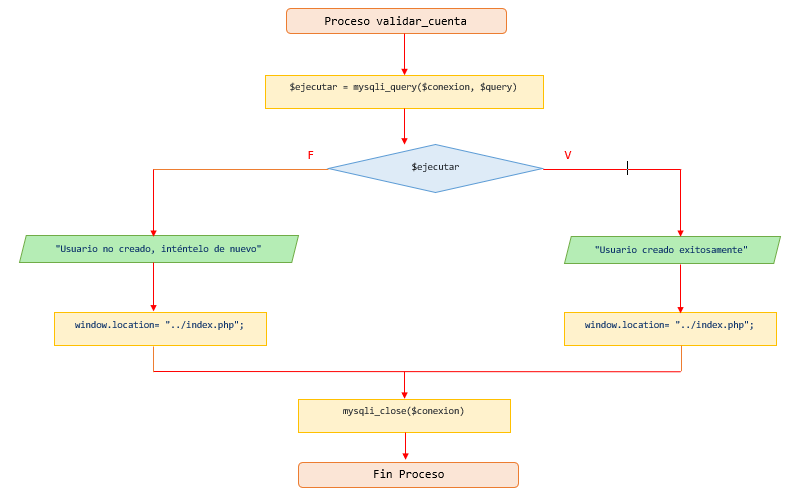 Proceso validar_cuenta
$ejecutar = mysqli_query($conexion, $query)
F
V
$ejecutar
"Usuario no creado, inténtelo de nuevo"
"Usuario creado exitosamente"
window.location= "../index.php";
window.location= "../index.php";
mysqli_close($conexion)
Fin Proceso